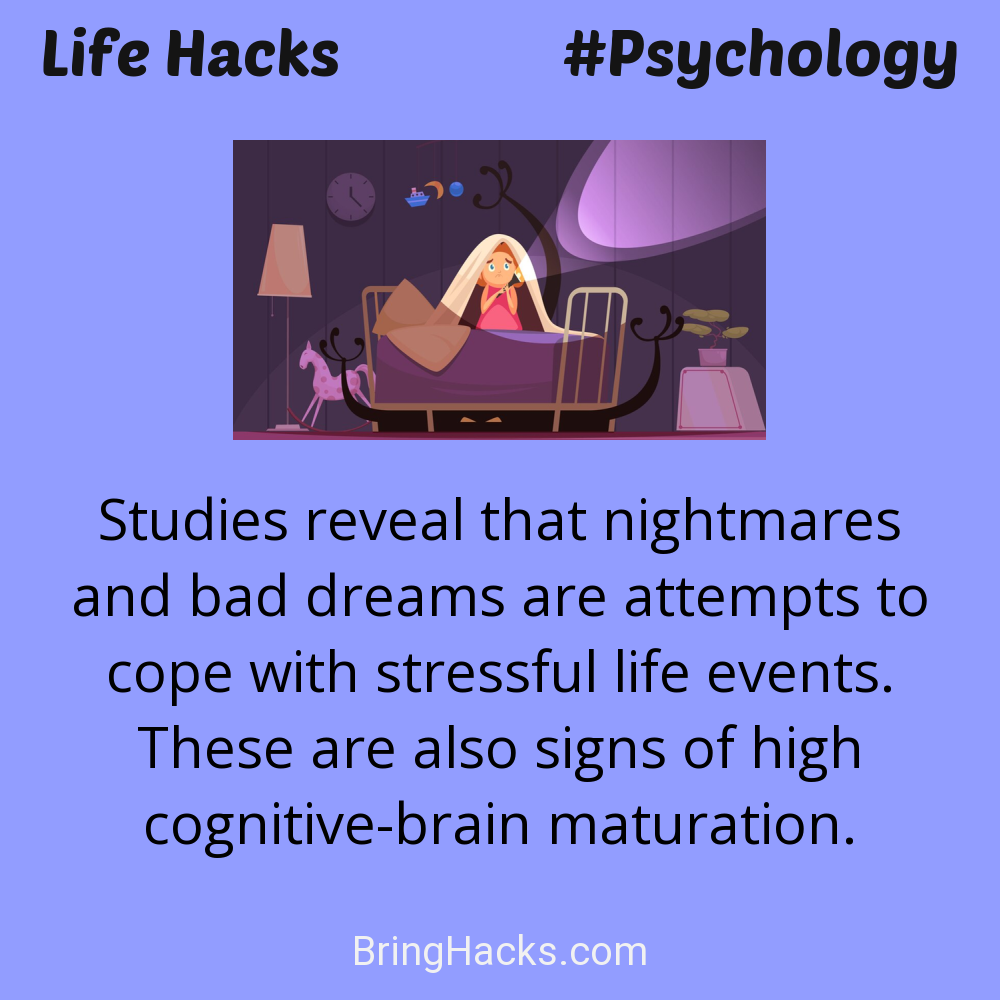 Life Hacks #Psychology
Studies reveal that nightmares
and bad dreams are attempts to
cope with stressful life events.
These are also signs of high
cognitive-brain maturation.
BringHacks.com